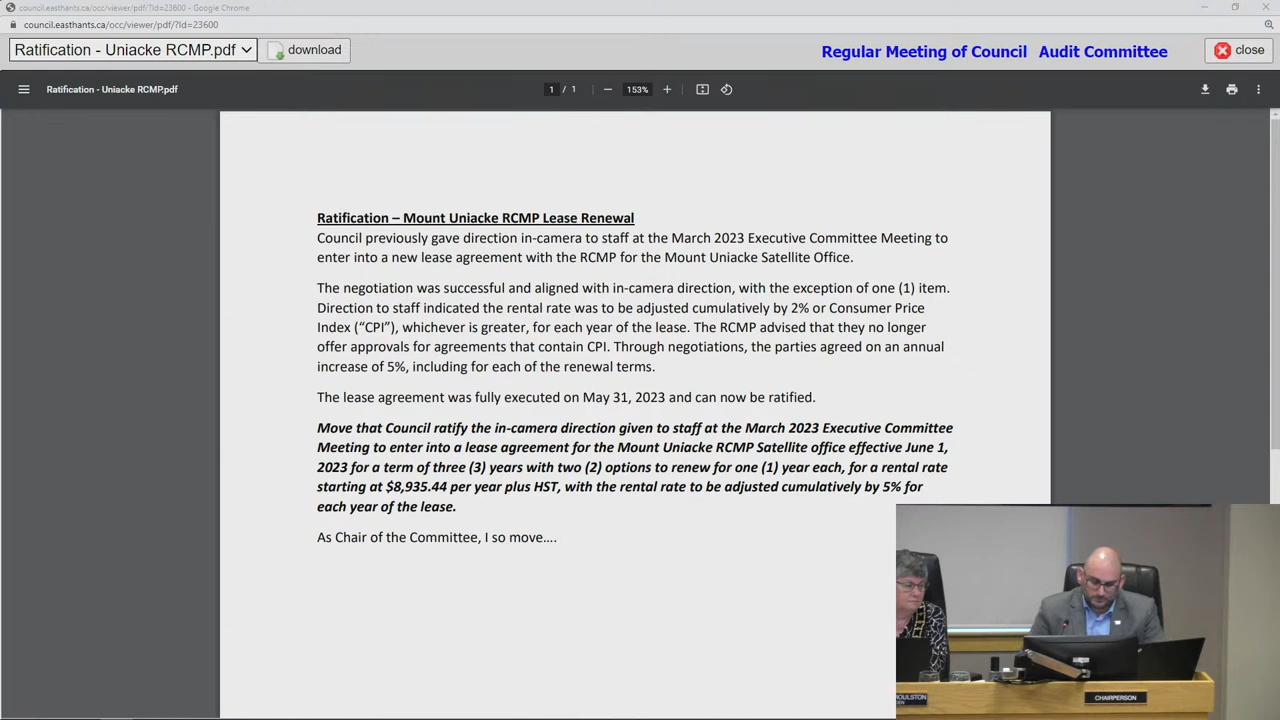 council.easthants.ca/occ/viewer/pdf/?Id=23600 - Google Chrome
council.easthants.ca/occ/viewer/pdf/?Id=23600
Ratification - Uniacke RCMP.pdf
download
Regular Meeting of Council Audit Committee
close
Ratification - Uniacke RCMP.pdf
1 / 1
153%
Ratification – Mount Uniacke RCMP Lease Renewal
Council previously gave direction in-camera to staff at the March 2023 Executive Committee Meeting to
enter into a new lease agreement with the RCMP for the Mount Uniacke Satellite Office.
The negotiation was successful and aligned with in-camera direction, with the exception of one (1) item.
Direction to staff indicated the rental rate was to be adjusted cumulatively by 2% or Consumer Price
Index (“CPI”), whichever is greater, for each year of the lease. The RCMP advised that they no longer
offer approvals for agreements that contain CPI. Through negotiations, the parties agreed on an annual
increase of 5%, including for each of the renewal terms.
The lease agreement was fully executed on May 31, 2023 and can now be ratified.
Move that Council ratify the in-camera direction given to staff at the March 2023 Executive Committee
Meeting to enter into a lease agreement for the Mount Uniacke RCMP Satellite office effective June 1,
2023 for a term of three (3) years with two (2) options to renew for one (1) year each, for a rental rate
starting at $8,935.44 per year plus HST, with the rental rate to be adjusted cumulatively by 5% for
each year of the lease.
As Chair of the Committee, I so move….
ROULSTON
DEN
CHAIRPERSON